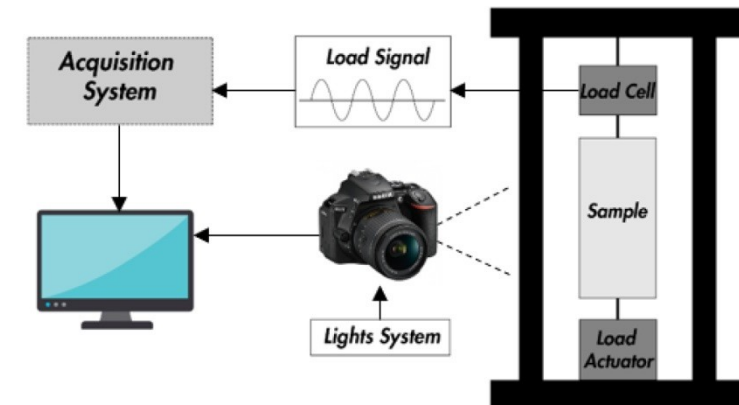 Acquisition
System
Load Signal
Load Cell
Sample
Lights System
Load
Actuator